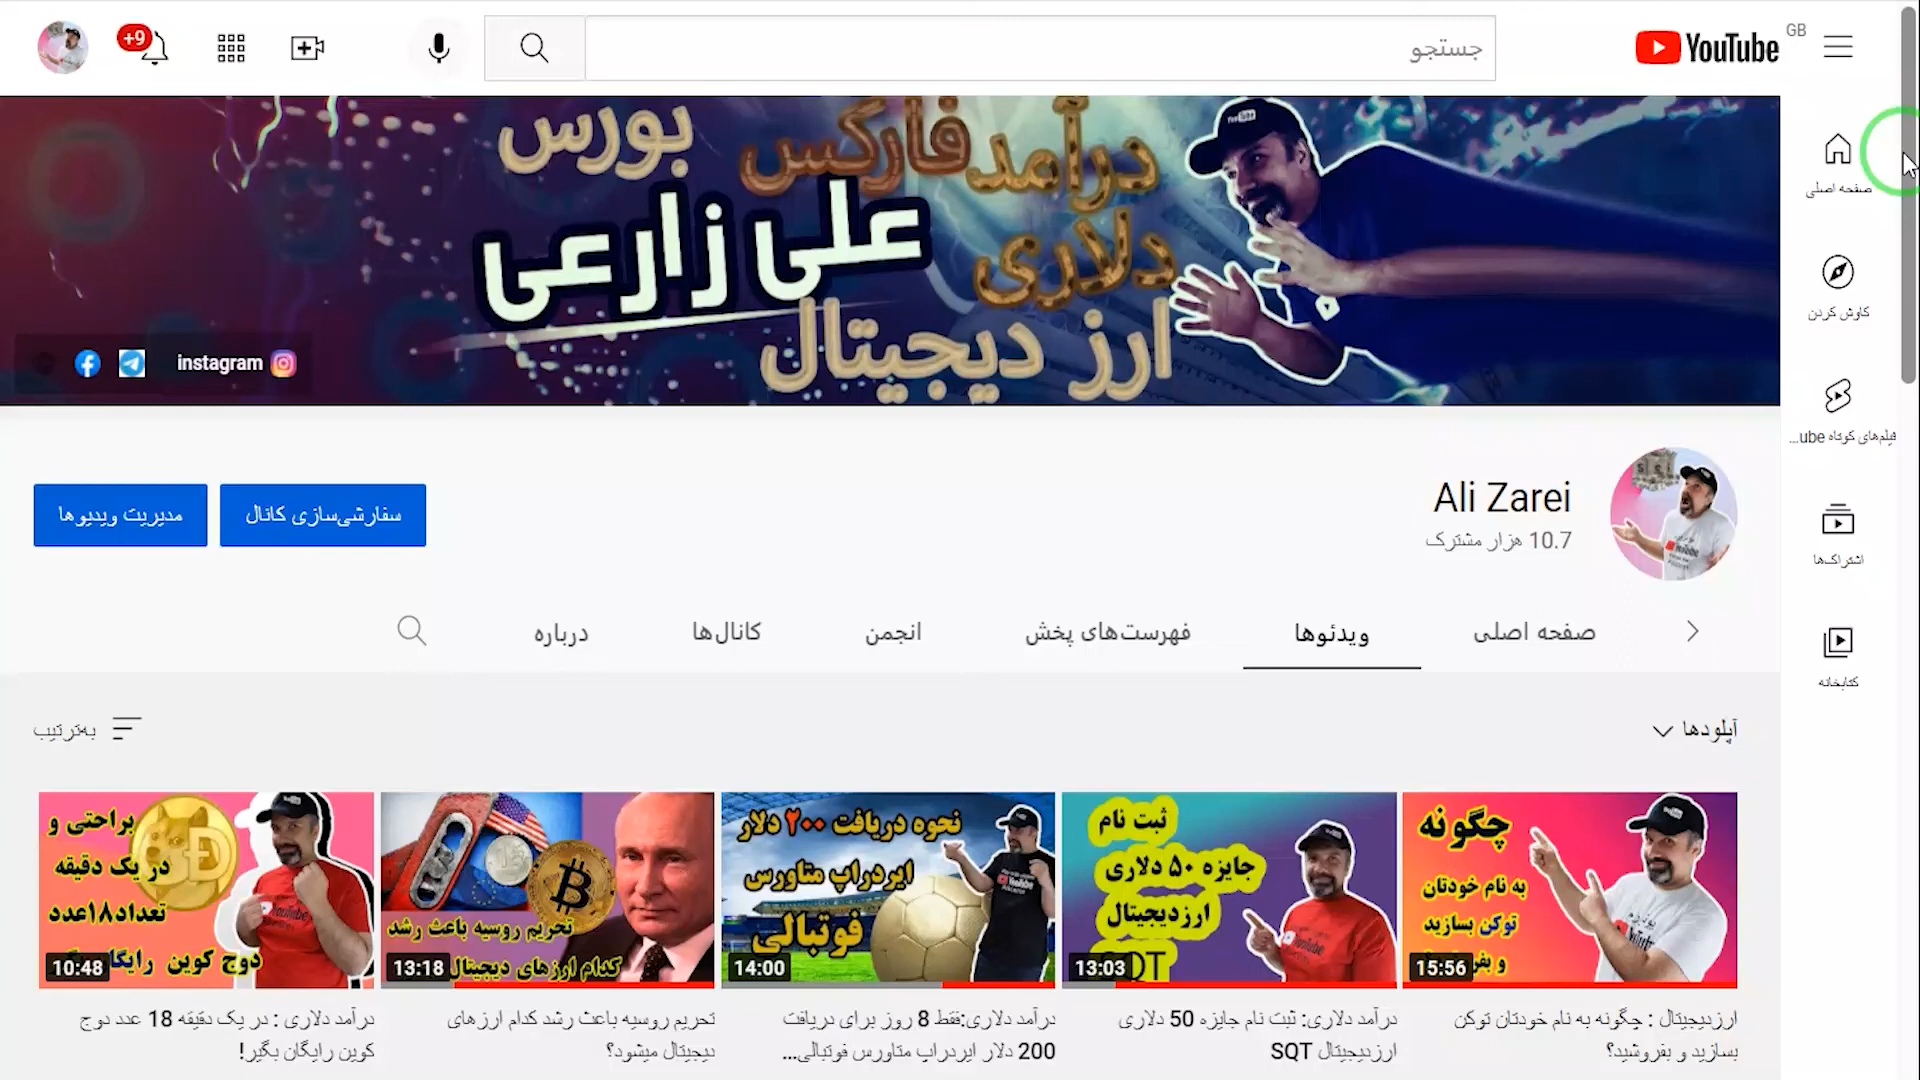 GB
YouTube
جستجو
+9
صفحه اصلی
کاوش کردن
فیلم‌های کوتاه ube...
اشتراک‌ها
کتابخانه
درآمد فارکس بورس
دلاری
علی زارعی
ارز دیجیتال
instagram
Ali Zarei
10.7 هزار مشترک
سفارشی‌سازی کانال
مدیریت ویدیوها
صفحه اصلی
ویدئوها
فهرست‌های پخش
انجمن
کانال‌ها
درباره
آپلودها
به‌ترتیب
چگونه
به نام خودتان
توکن بسازید
15:56
ارزدیجیتال : چگونه به نام خودتان توکن
بسازید و بفروشید؟
ثبت نام
جایزه ۵۰ دلاری
ارزدیجیتال
13:03
درآمد دلاری: ثبت نام جایزه 50 دلاری
ارزدیجیتال SQT
نحوه دریافت ۲۰۰ دلار
ایردراپ متاورس
فوتبالی
14:00
درآمد دلاری:فقط 8 روز برای دریافت
200 دلار ایردراپ متاورس فوتبالی...
تحریم روسیه باعث رشد
کدام ارزهای دیجیتال
13:18
تحریم روسیه باعث رشد کدام ارزهای
دیجیتال میشود؟
براحتی و
در یک دقیقه
تعداد۱۸عدد
دوج کوین رایگا
10:48
درآمد دلاری : در یک دقیقه 18 عدد دوج
کوین رایگان بگیر!